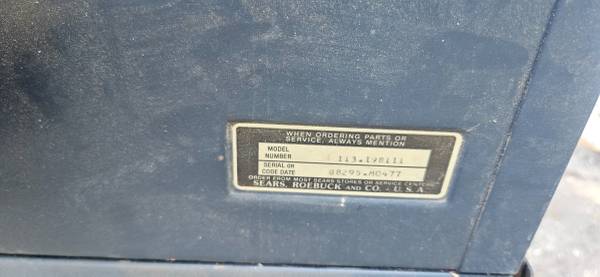 WHEN ORDERING PARTS OR
SERVICE, ALWAYS MENTION
MODEL
NUMBER 113.198111
SERIAL OR
CODE DATE 08295.M0477
ORDER FROM MOST SEARS STORES OR SERVICE CENTERS
SEARS, ROEBUCK AND CO. - U.S.A.